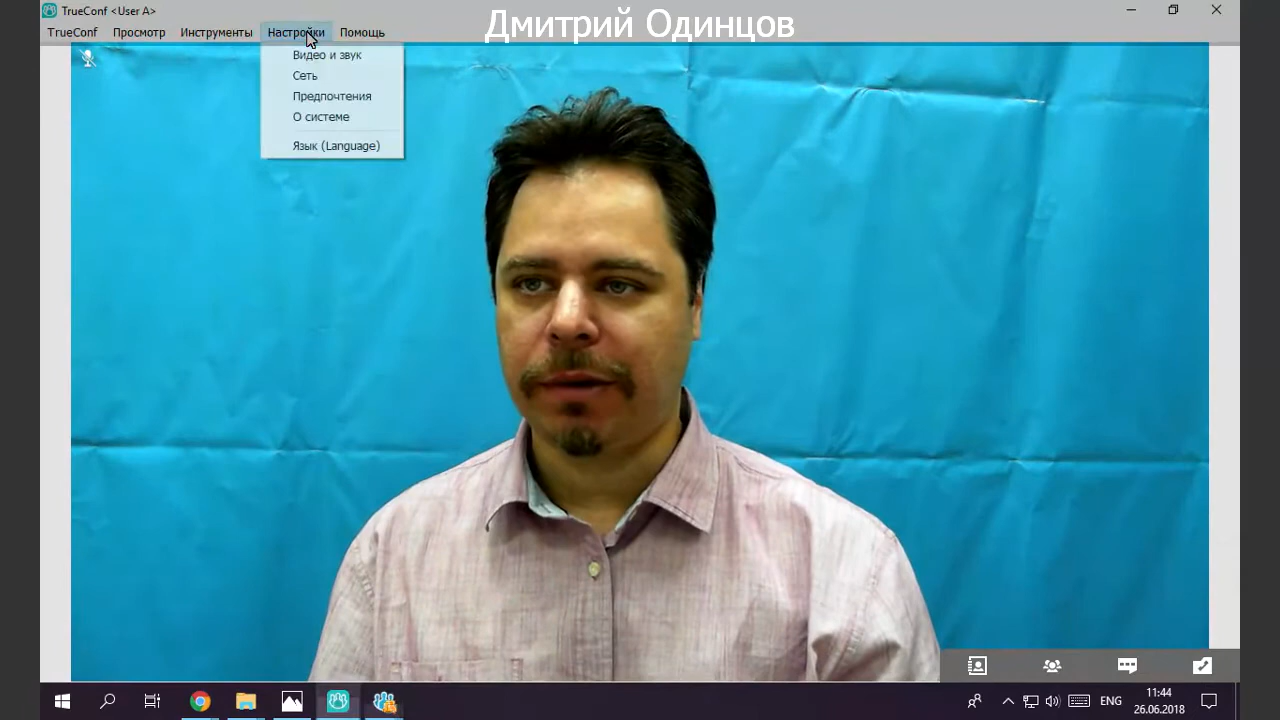 TrueConf <User A>
Дмитрий Одинцов
TrueConf Просмотр Инструменты Настройки Помощь
Видео и звук
Сеть
Предпочтения
О системе
Язык (Language)
ENG
11:44
26.06.2018